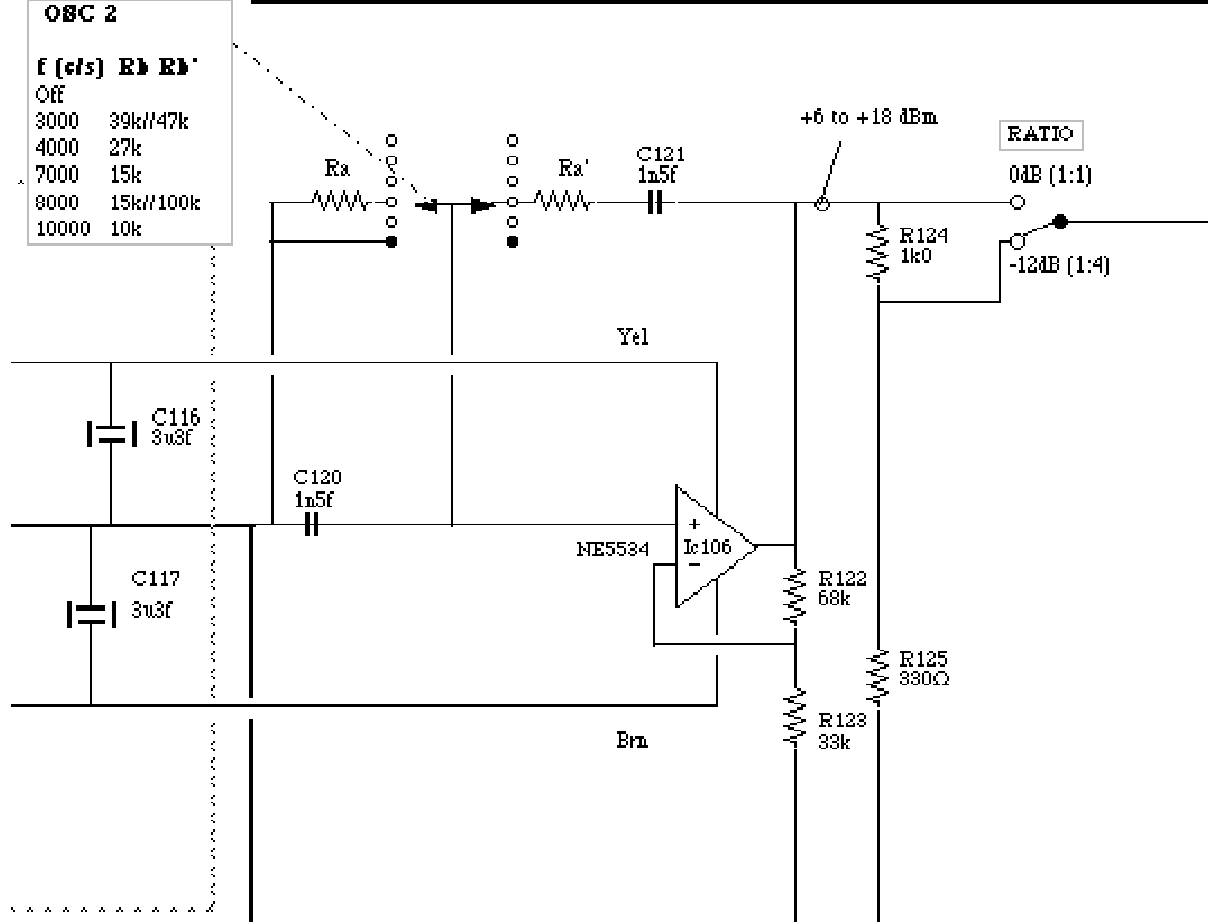 OSC 2
f (c/s) Rb Rb'
Off
3000 39k//47k
4000 27k
7000 15k
8000 15k//100k
10000 10k
+6 to +18 dBm
RATIO
0dB (1:1)
-12dB (1:4)
Ra
Ra'
C121
1n5f
R124
1k0
Yel
C116
3u3f
C120
1n5f
+
Ic106
-
NE5534
C117
3u3f
R122
68k
R125
330Ω
R123
33k
Brn